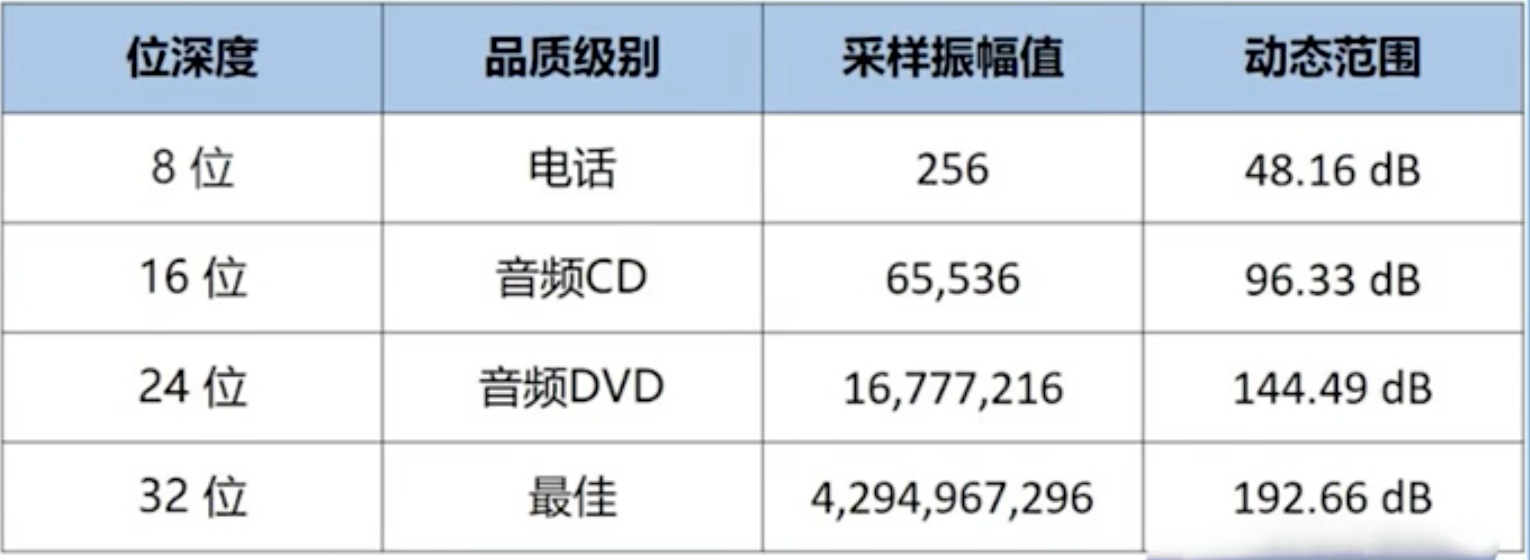 位深度 品质级别 采样振幅值 动态范围
8 位 电话 256 48.16 dB
16 位 音频CD 65,536 96.33 dB
24 位 音频DVD 16,777,216 144.49 dB
32 位 最佳 4,294,967,296 192.66 dB